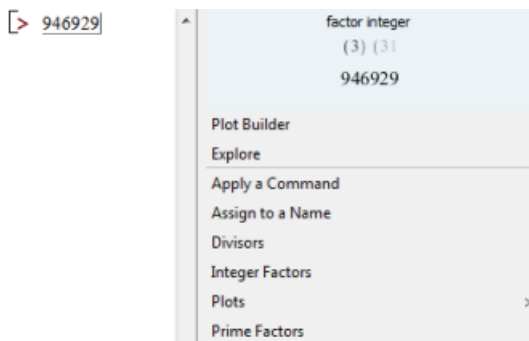 > 946929
factor integer
(3) (31
946929
Plot Builder
Explore
Apply a Command
Assign to a Name
Divisors
Integer Factors
Plots
Prime Factors